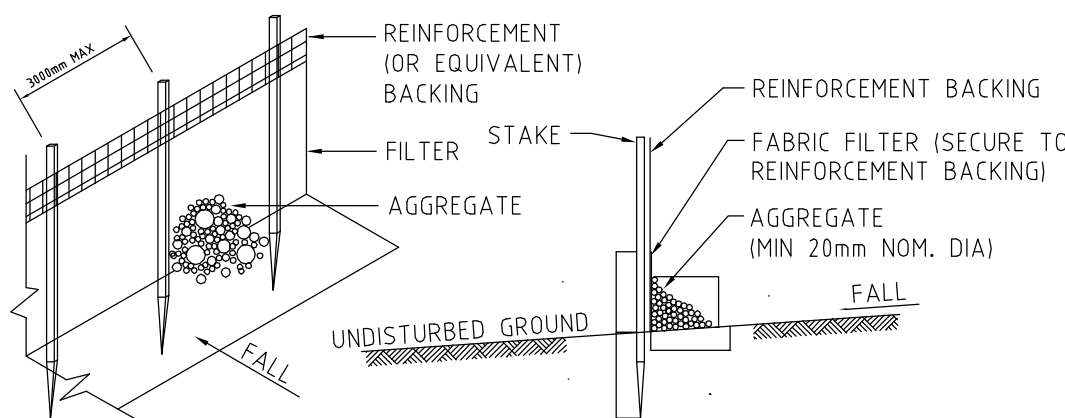 3000mm MAX
REINFORCEMENT
(OR EQUIVALENT)
BACKING
FILTER
AGGREGATE
FALL
STAKE
REINFORCEMENT BACKING
FABRIC FILTER (SECURE TO
REINFORCEMENT BACKING)
AGGREGATE
(MIN 20mm NOM. DIA)
FALL
UNDISTURBED GROUND